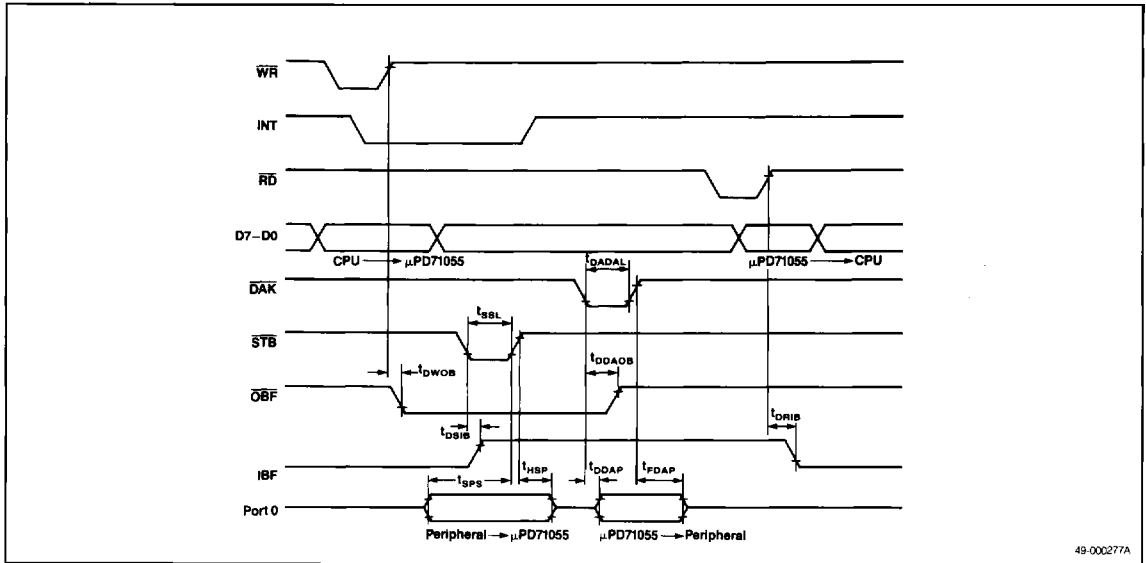 WR
INT
RD
D7–D0
CPU → μPD71055
μPD71055 → CPU
tDADAL
DAK
tSSL
STB
tDDAOB
tDWOB
OBF
tDRIB
tDSIB
IBF
tSPS
tHSP
tDDAP
tFDAP
Port 0
Peripheral → μPD71055
μPD71055 → Peripheral
49-000277A